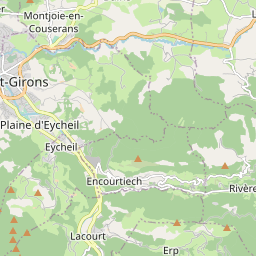 Montjoie-en-
Couserans
t-Girons
Plaine d'Eycheil
Eycheil
Encourtiech
Rivère
Lacourt
Erp